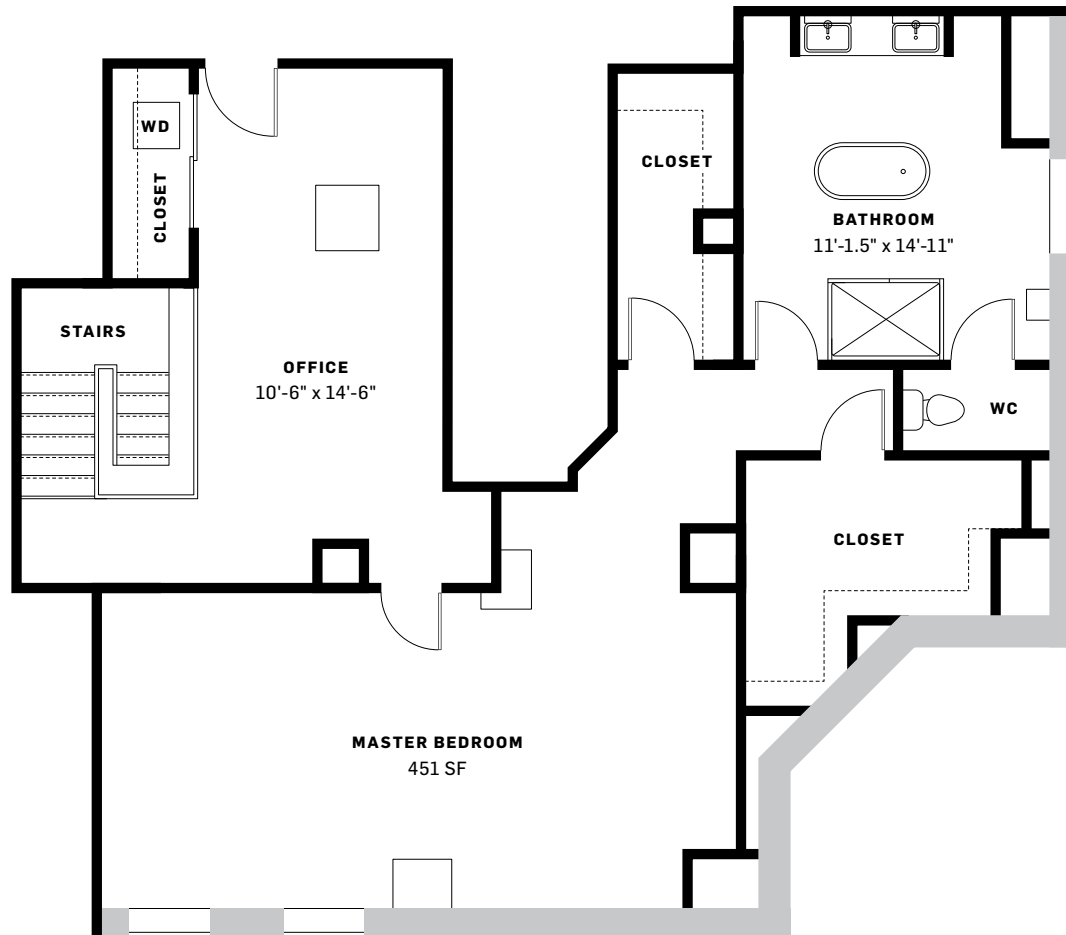 WD
CLOSET
CLOSET
BATHROOM
11'-1.5" x 14'-11"
STAIRS
OFFICE
10'-6" x 14'-6"
WC
CLOSET
MASTER BEDROOM
451 SF